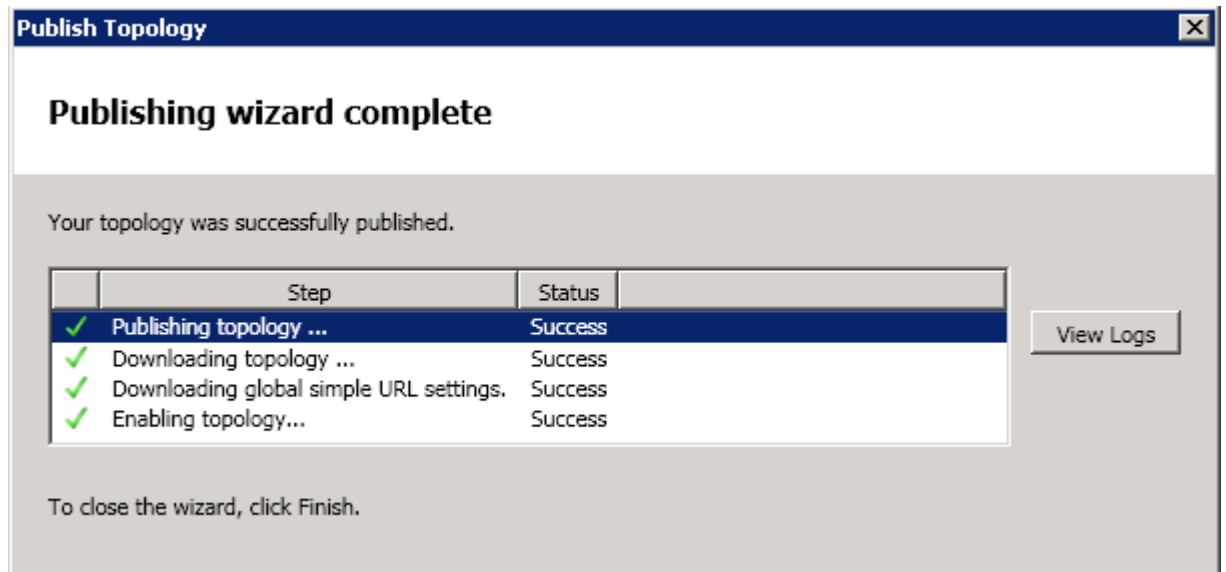 Publish Topology
Publishing wizard complete
Your topology was successfully published.
Step Status
Publishing topology ... Success
Downloading topology ... Success
Downloading global simple URL settings. Success
Enabling topology... Success
View Logs
To close the wizard, click Finish.